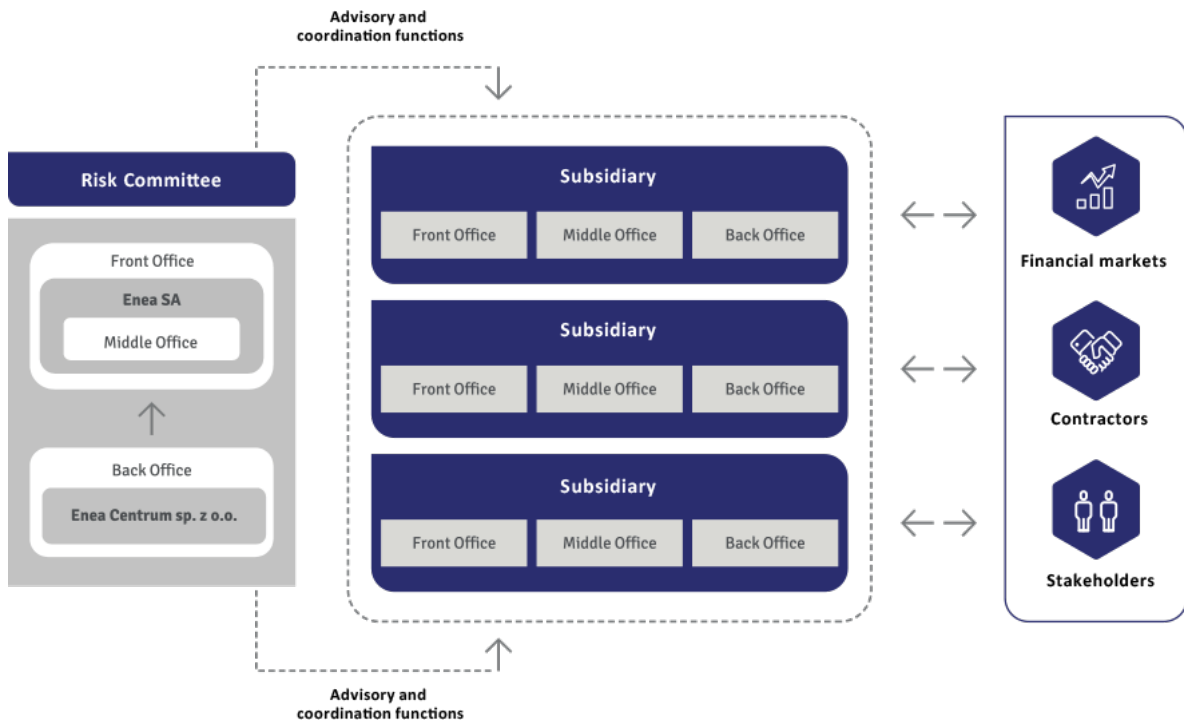 Advisory and
coordination functions
Risk Committee
Front Office
Enea SA
Middle Office
Back Office
Enea Centrum sp. z o.o.
Subsidiary
Front Office
Middle Office
Back Office
Subsidiary
Front Office
Middle Office
Back Office
Subsidiary
Front Office
Middle Office
Back Office
Financial markets
Contractors
Stakeholders
Advisory and
coordination functions